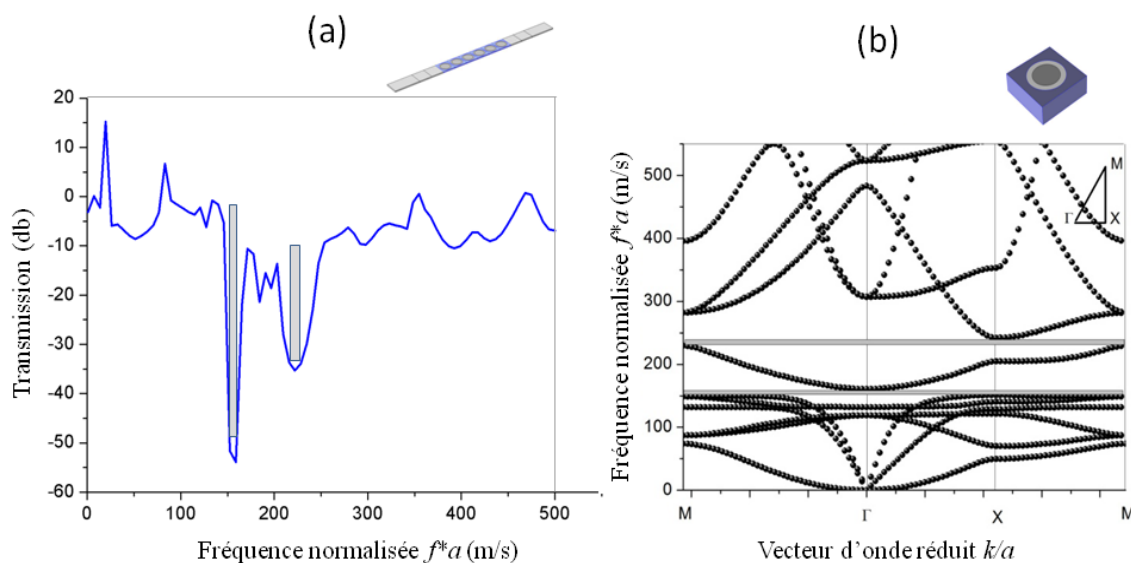 (a)
Transmission (db)
20
10
0
-10
-20
-30
-40
-50
-60
0 100 200 300 400 500
Fréquence normalisée f*a (m/s)
(b)
Fréquence normalisée f*a (m/s)
500
400
300
200
100
0
M
Γ X
M Γ X M
Vecteur d'onde réduit k/a